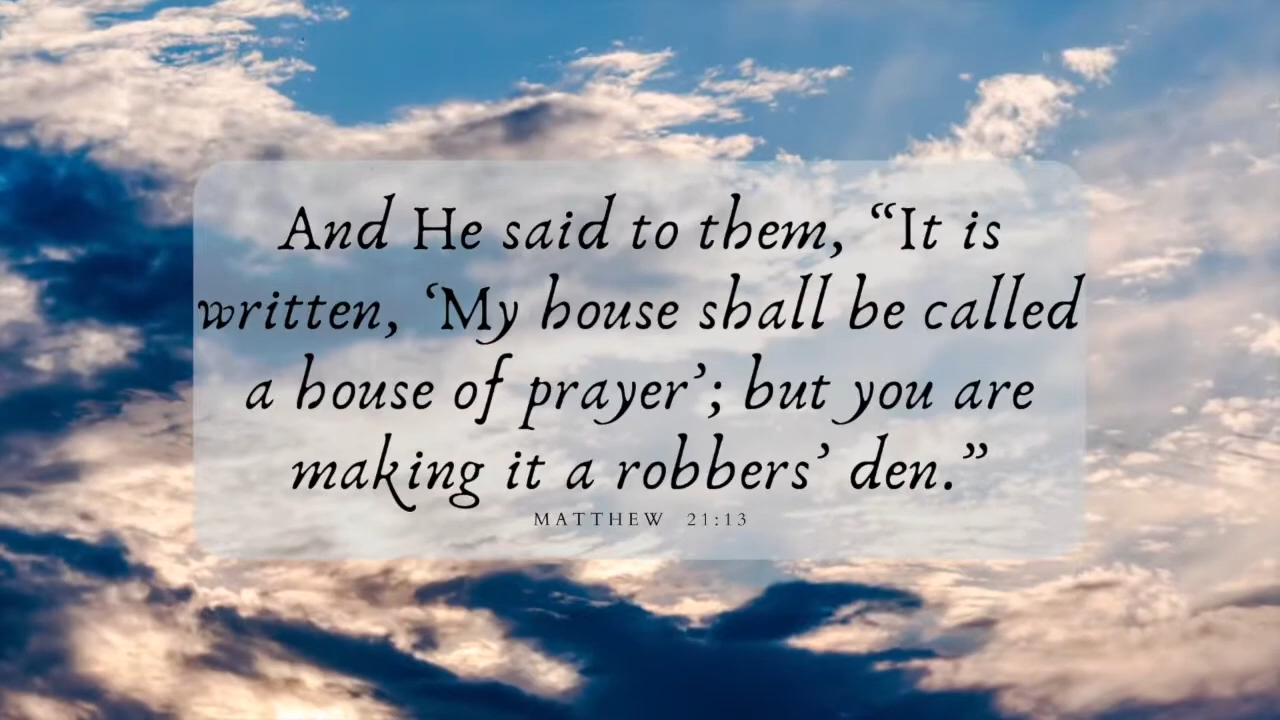 And He said to them, “It is
written, ‘My house shall be called
a house of prayer’; but you are
making it a robbers’ den.”
MATTHEW 21:13